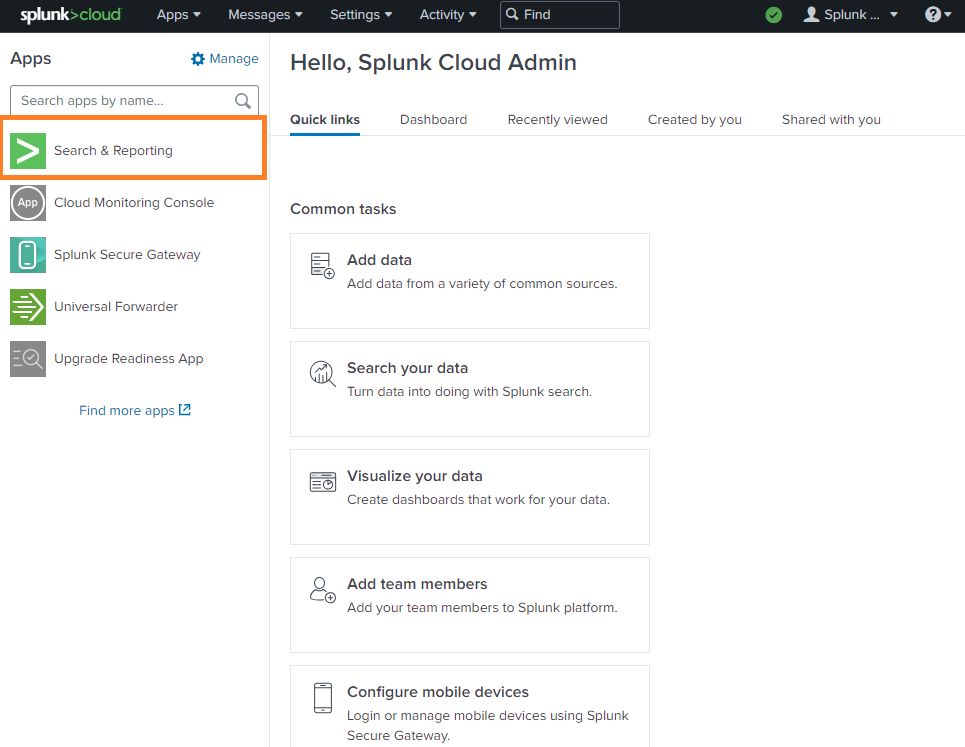 splunk>cloud Apps Messages Settings Activity Find Splunk ... ?
Apps Manage
Search apps by name...
Search & Reporting
App Cloud Monitoring Console
Splunk Secure Gateway
Universal Forwarder
Upgrade Readiness App
Find more apps
Hello, Splunk Cloud Admin
Quick links Dashboard Recently viewed Created by you Shared with you
Common tasks
Add data
Add data from a variety of common sources.
Search your data
Turn data into doing with Splunk search.
Visualize your data
Create dashboards that work for your data.
Add team members
Add your team members to Splunk platform.
Configure mobile devices
Login or manage mobile devices using Splunk
Secure Gateway.